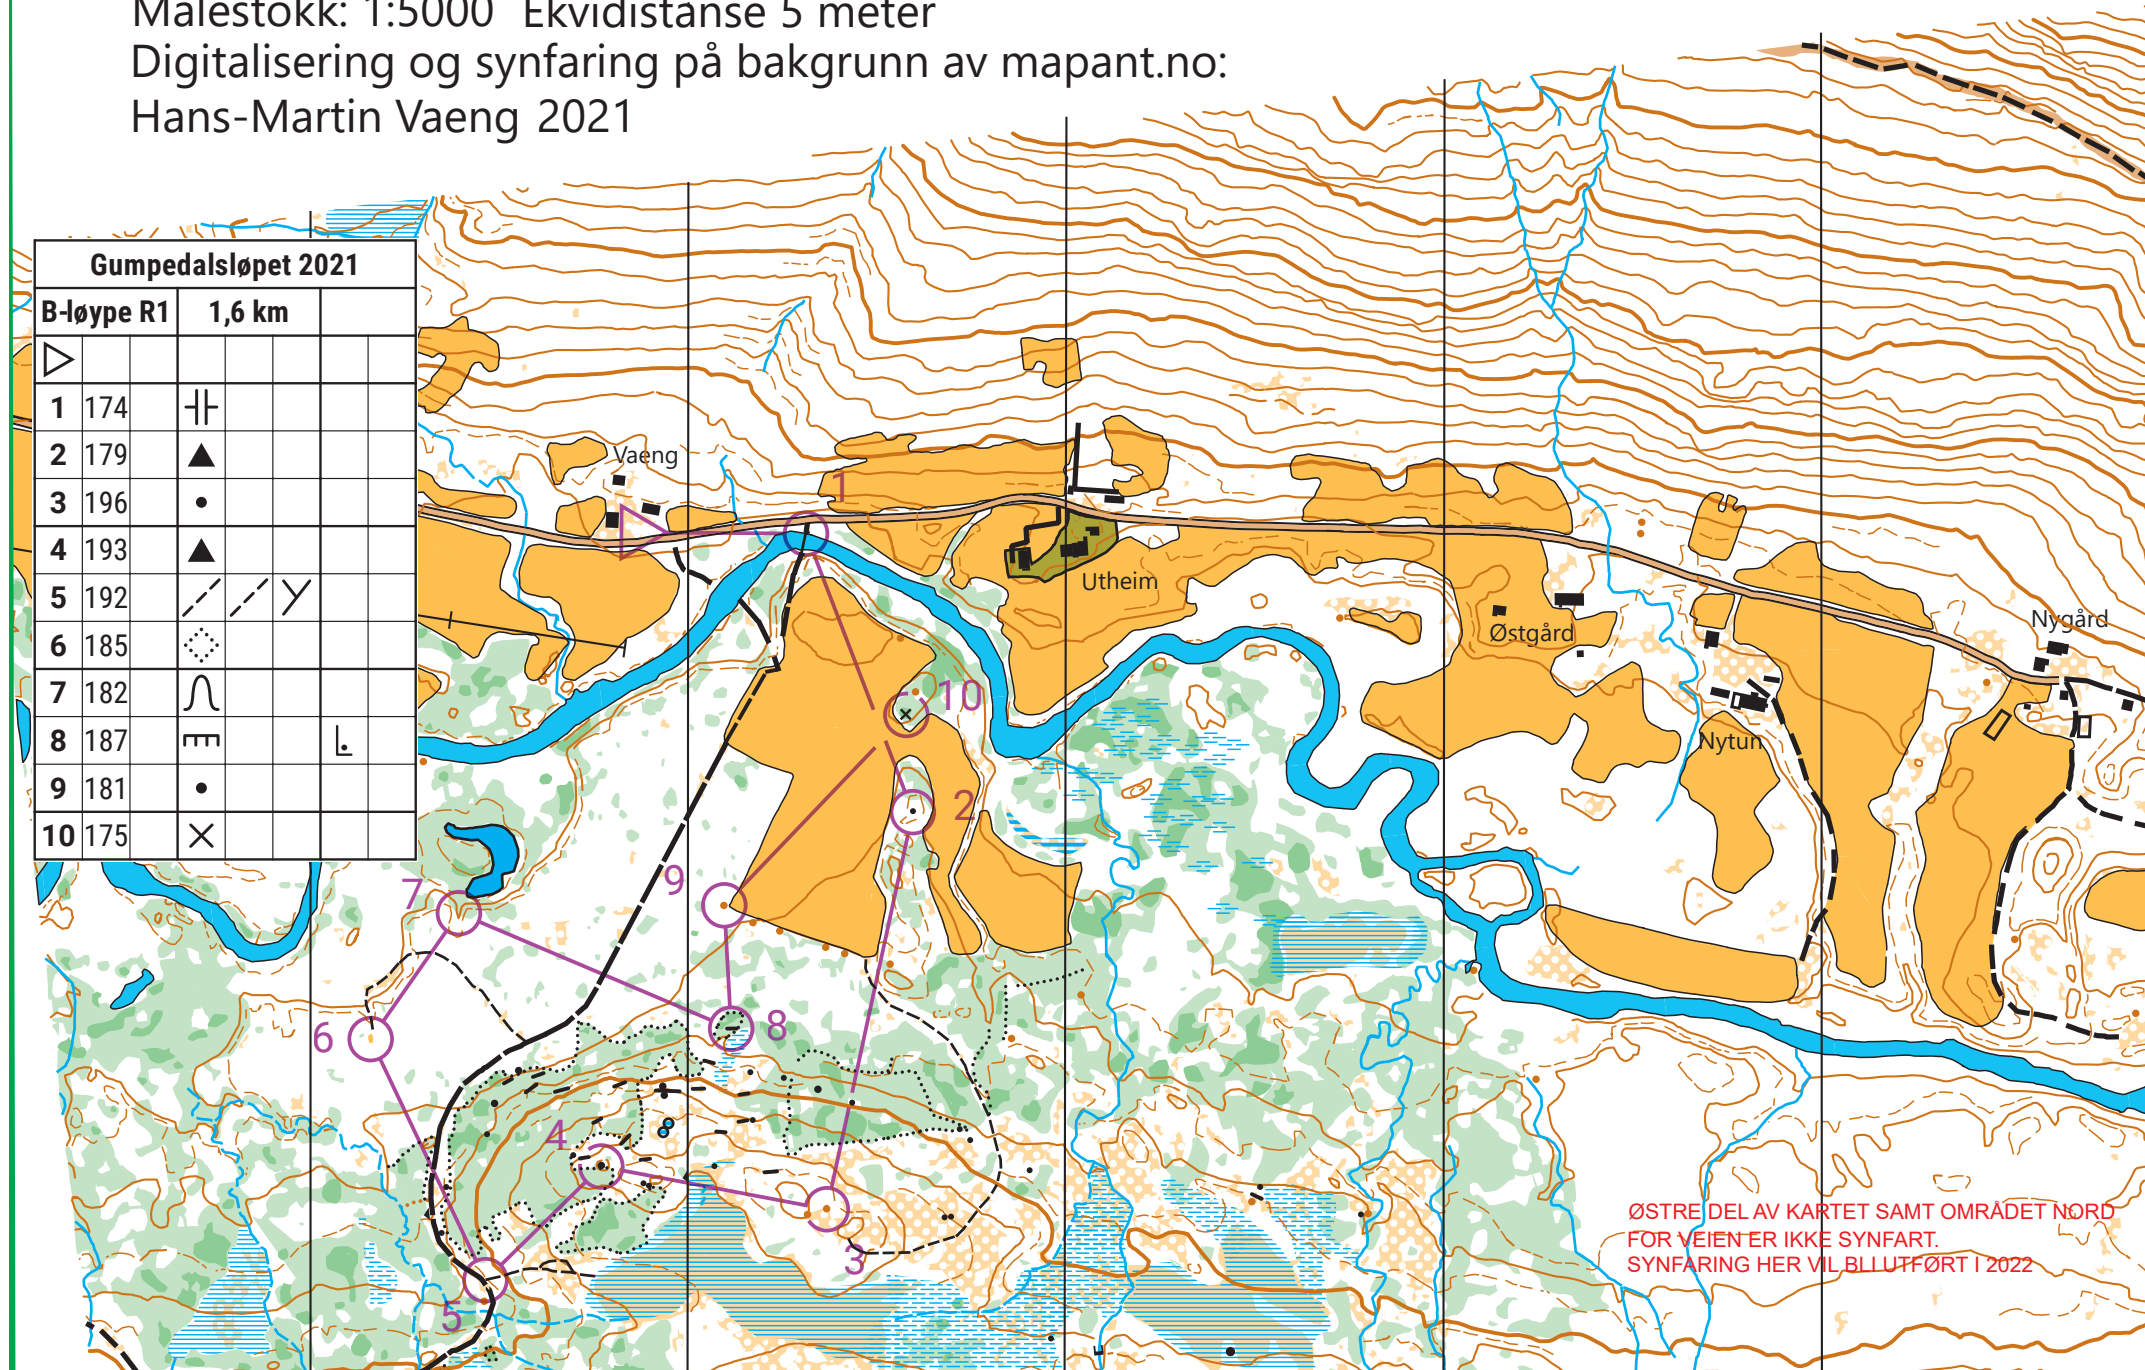 Målestokk: 1:5000 Ekvidistanse 5 meter
Digitalisering og synfaring på bakgrunn av mapant.no:
Hans-Martin Vaeng 2021
Gumpedalsløpet 2021
B-løype R1 1,6 km
1 174
2 179
3 196
4 193
5 192
6 185
7 182
8 187
9 181
10 175
Vaeng
1
Utheim
Østgård
Nygård
10
Nytun
2
9
7
6
8
4
3
5
ØSTRE DEL AV KARTET SAMT OMRÅDET NORD
FOR VEIEN ER IKKE SYNFART.
SYNFARING HER VIL BLI UTFØRT I 2022